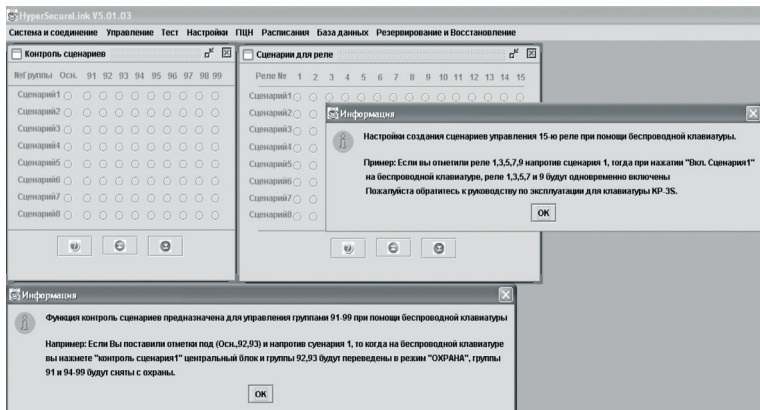 HyperSecureLink V5.01.03
Система и соединение Управление Тест Настройки ПЦН Расписания База данных Резервирование и Восстановление
Контроль сценариев
№Группы Осн. 91 92 93 94 95 96 97 98 99
Сценарий1
Сценарий2
Сценарий3
Сценарий4
Сценарий5
Сценарий6
Сценарий7
Сценарий8
Сценарии для реле
Реле № 1 2 3 4 5 6 7 8 9 10 11 12 13 14 15
Сценарий1
Сценарий2
Сценарий3
Сценарий4
Сценарий5
Сценарий6
Сценарий7
Сценарий8
Информация
Настройки создания сценариев управления 15-ю реле при помощи беспроводной клавиатуры.
Пример: Если вы отметили реле 1,3,5,7,9 напротив сценария 1, тогда при нажатии "Вкл. Сценария1"
на беспроводной клавиатуре, реле 1,3,5,7 и 9 будут одновременно включены
Пожалуйста обратитесь к руководству по эксплуатации для клавиатуры KP-3S.
OK
Информация
Функция контроль сценариев предназначена для управления группами 91-99 при помощи беспроводной клавиатуры
Например: Если Вы поставили отметки под (Осн.,92,93) и напротив суенария 1, то когда на беспроводной клавиатуре
вы нажмете "контроль сценария1" центральный блок и группы 92,93 будут переведены в режим "ОХРАНА", группы
91 и 94-99 будут сняты с охраны.
OK